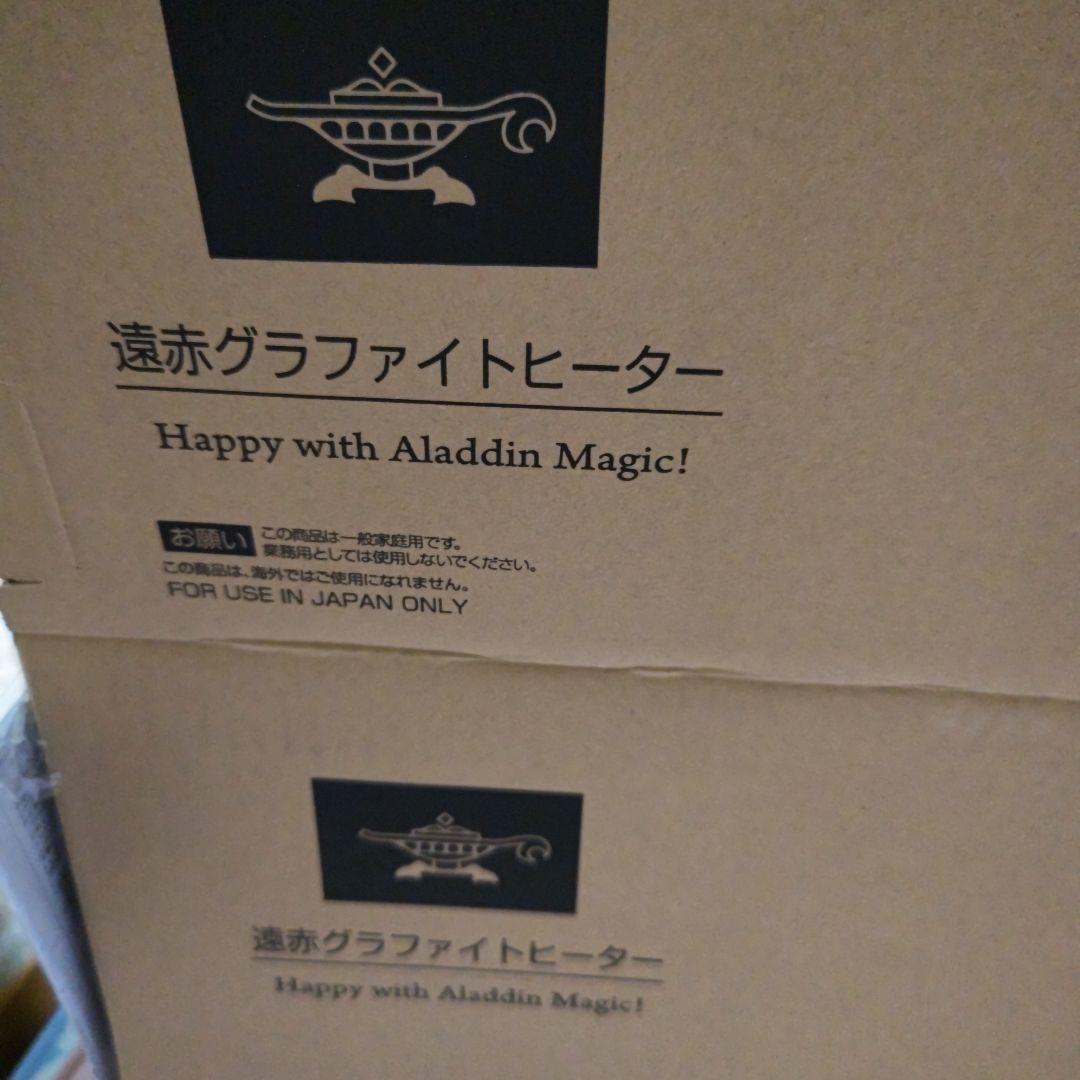 遠赤グラファイトヒーター
Happy with Aladdin Magic!
お願い この商品は一般家庭用です。
業務用としては使用しないでください。
この商品は、海外ではご使用になれません。
FOR USE IN JAPAN ONLY
遠赤グラファイトヒーター
Happy with Aladdin Magic!